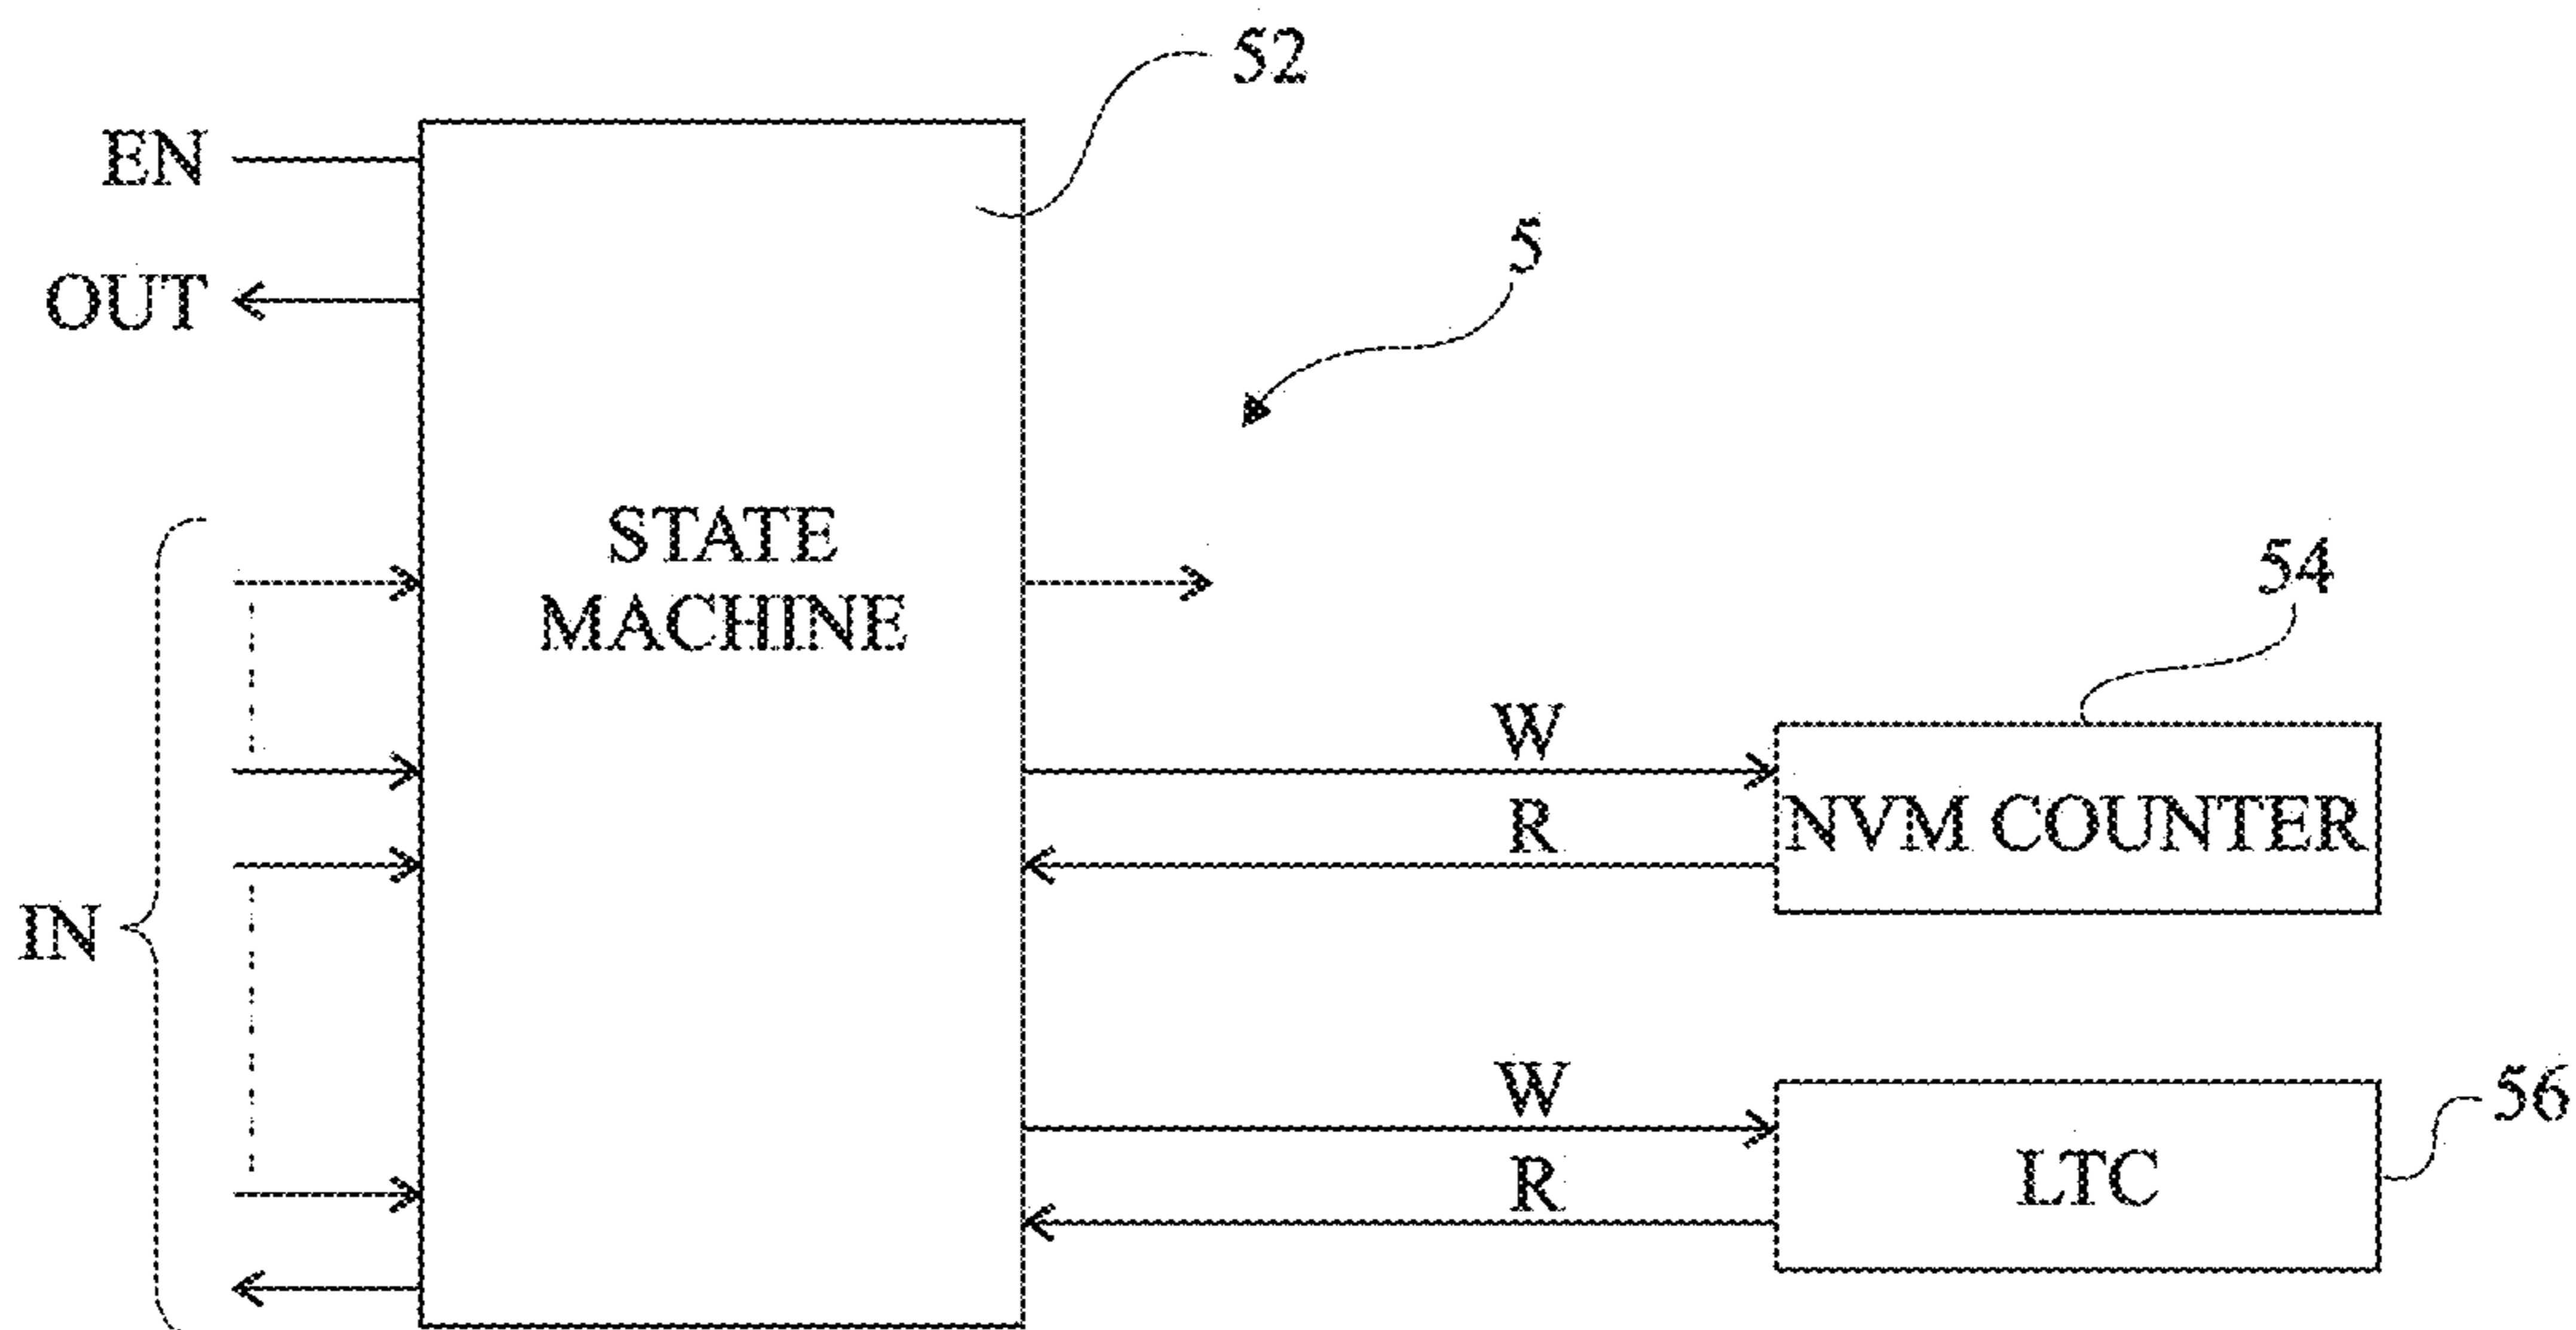 52
EN
5
OUT
STATE
MACHINE
54
W
NVM COUNTER
R
IN
W
56
LTC
R